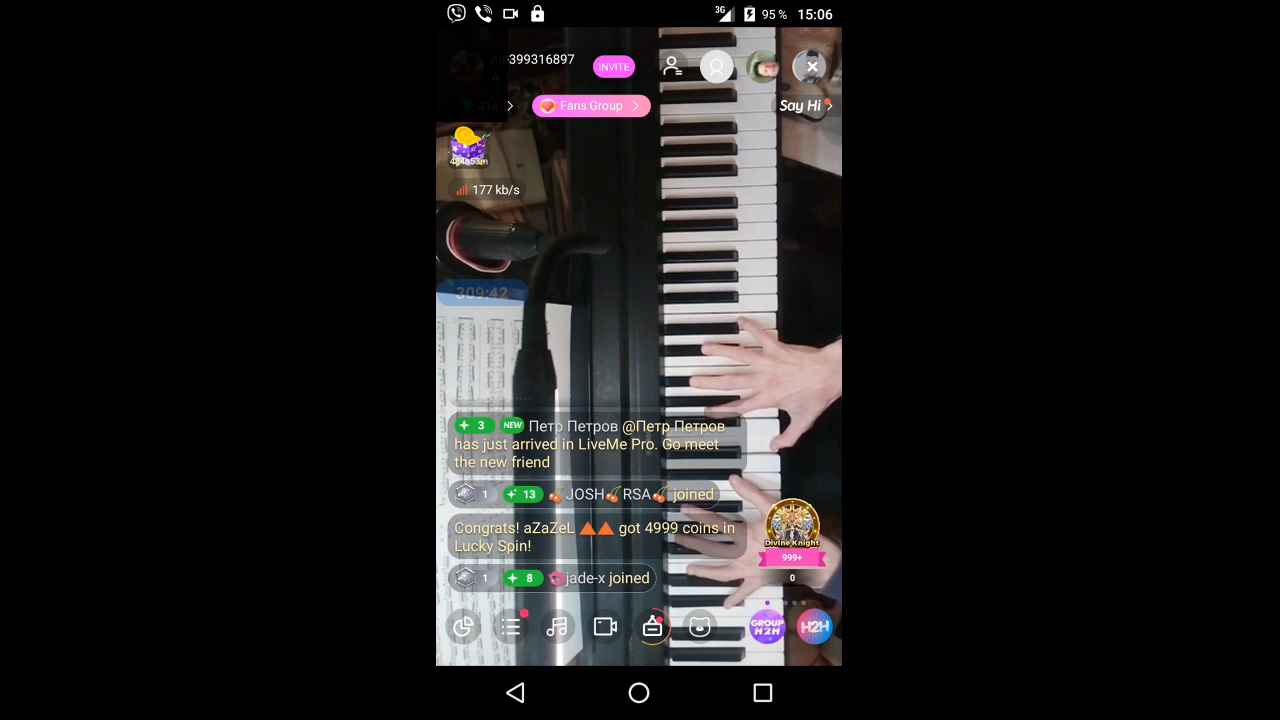 3G 95 % 15:06
399316897
INVITE
414
Fans Group
Say Hi
177 kb/s
309:42
3 NEW Петр Петров @Петр Петров
has just arrived in LiveMe Pro. Go meet
the new friend
1 13 🍒JOSH🍒RSA🍒 joined
Congrats! aZaZeL 🔺🔺 got 4999 coins in
Lucky Spin!
Divine Knight
999+
0
1 8 💋jade-x joined
GROUP
H2H
H2H